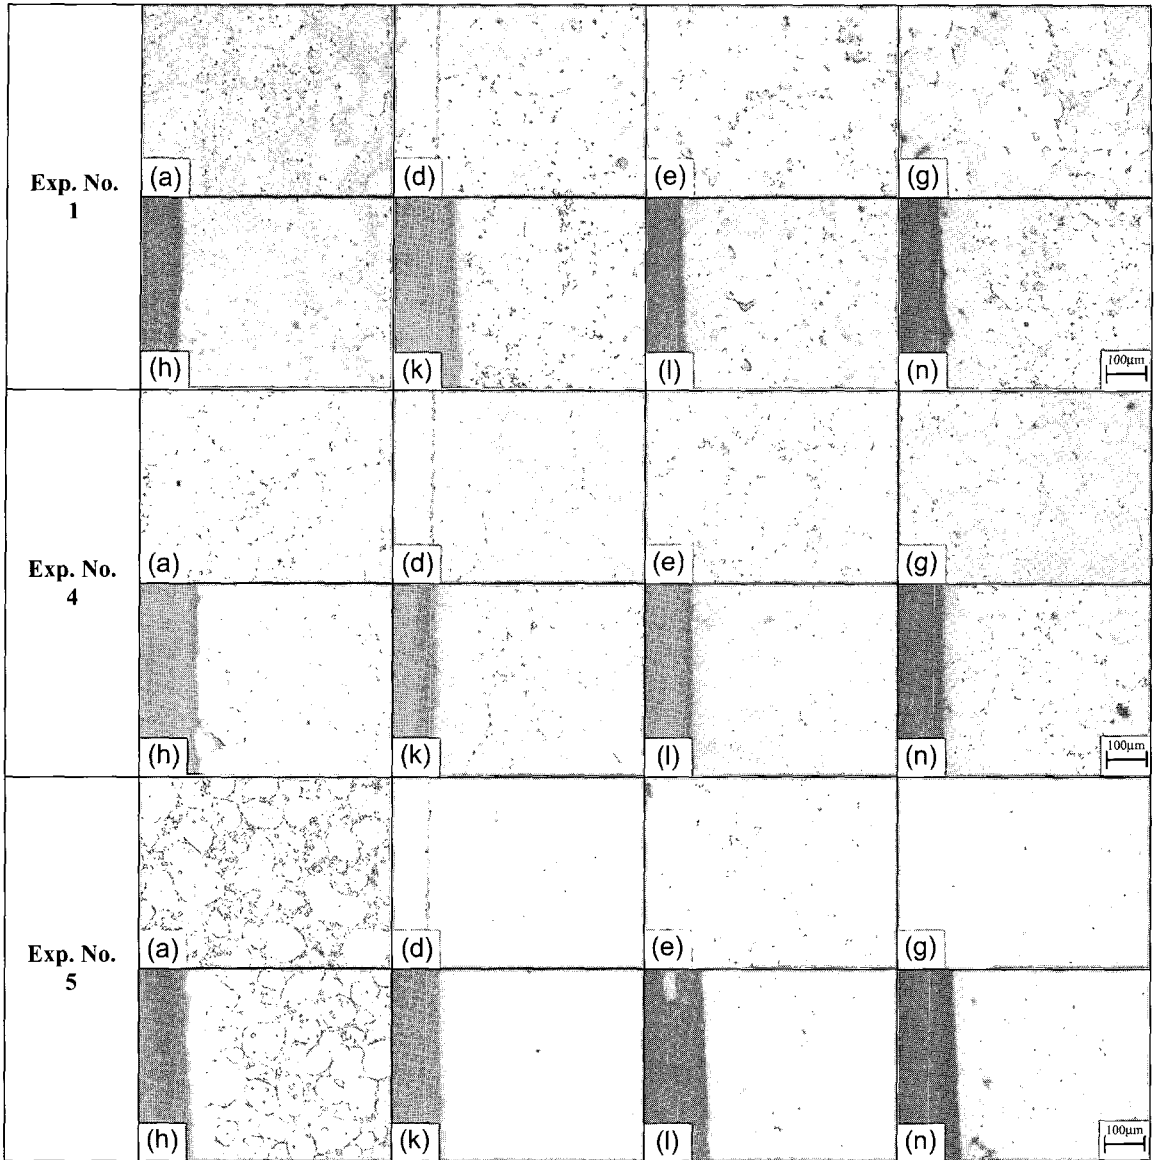 Exp. No.
1
(a)
(d)
(e)
(g)
(h)
(k)
(l)
(n)
100μm
Exp. No.
4
(a)
(d)
(e)
(g)
(h)
(k)
(l)
(n)
100μm
Exp. No.
5
(a)
(d)
(e)
(g)
(h)
(k)
(l)
(n)
100μm